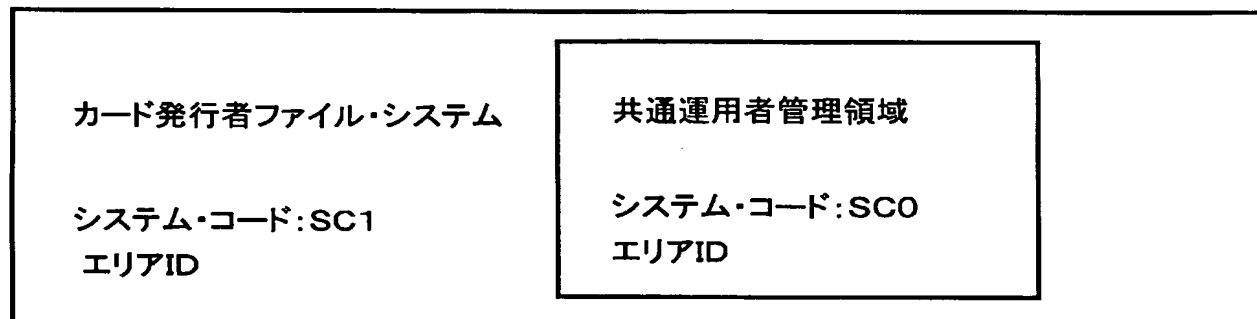 カード発行者ファイル・システム
システム・コード:SC1
エリアID
共通運用者管理領域
システム・コード:SC0
エリアID